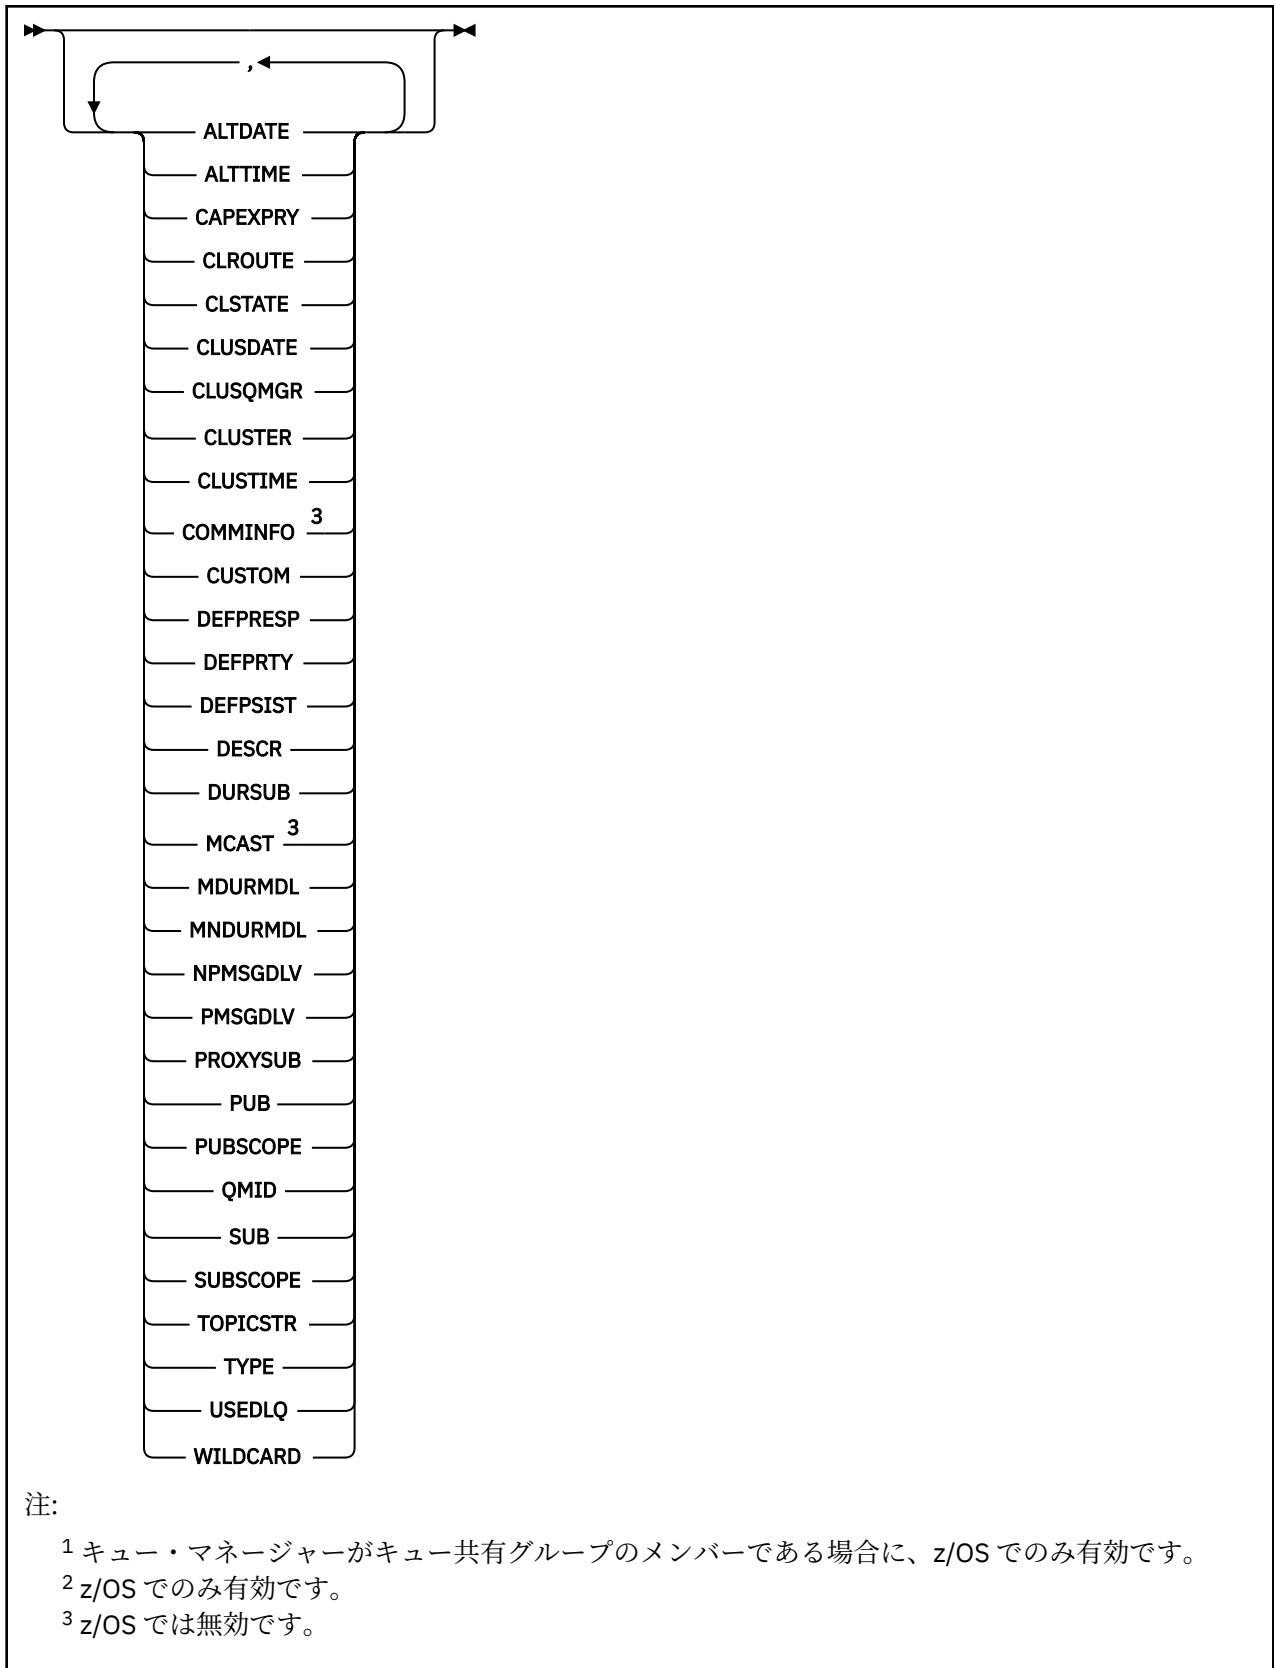 ,
ALTDATE
ALTTIME
CAPEXPRY
CLROUTE
CLSTATE
CLUSDATE
CLUSQMGR
CLUSTER
CLUSTIME
COMMINFO 3
CUSTOM
DEFPRESP
DEFPRTY
DEFPSIST
DESCR
DURSUB
MCAST 3
MDURMDL
MNDURMDL
NPMSGDLV
PMSGDLV
PROXYSUB
PUB
PUBSCOPE
QMID
SUB
SUBSCOPE
TOPICSTR
TYPE
USEDLQ
WILDCARD
注:
1 キュー・マネージャーがキュー共有グループのメンバーである場合に、z/OS でのみ有効です。
2 z/OS でのみ有効です。
3 z/OS では無効です。